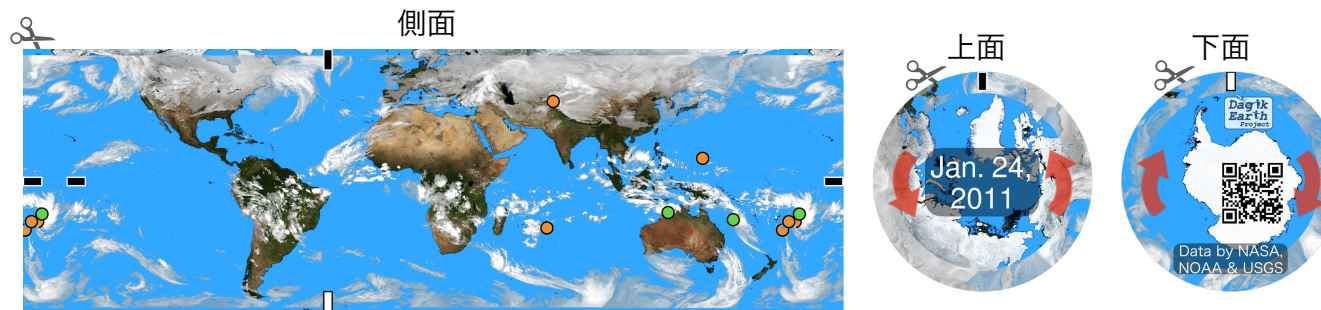 側面
上面
下面
Jan. 24,
2011
Dagik
Earth
Project
Data by NASA,
NOAA & USGS